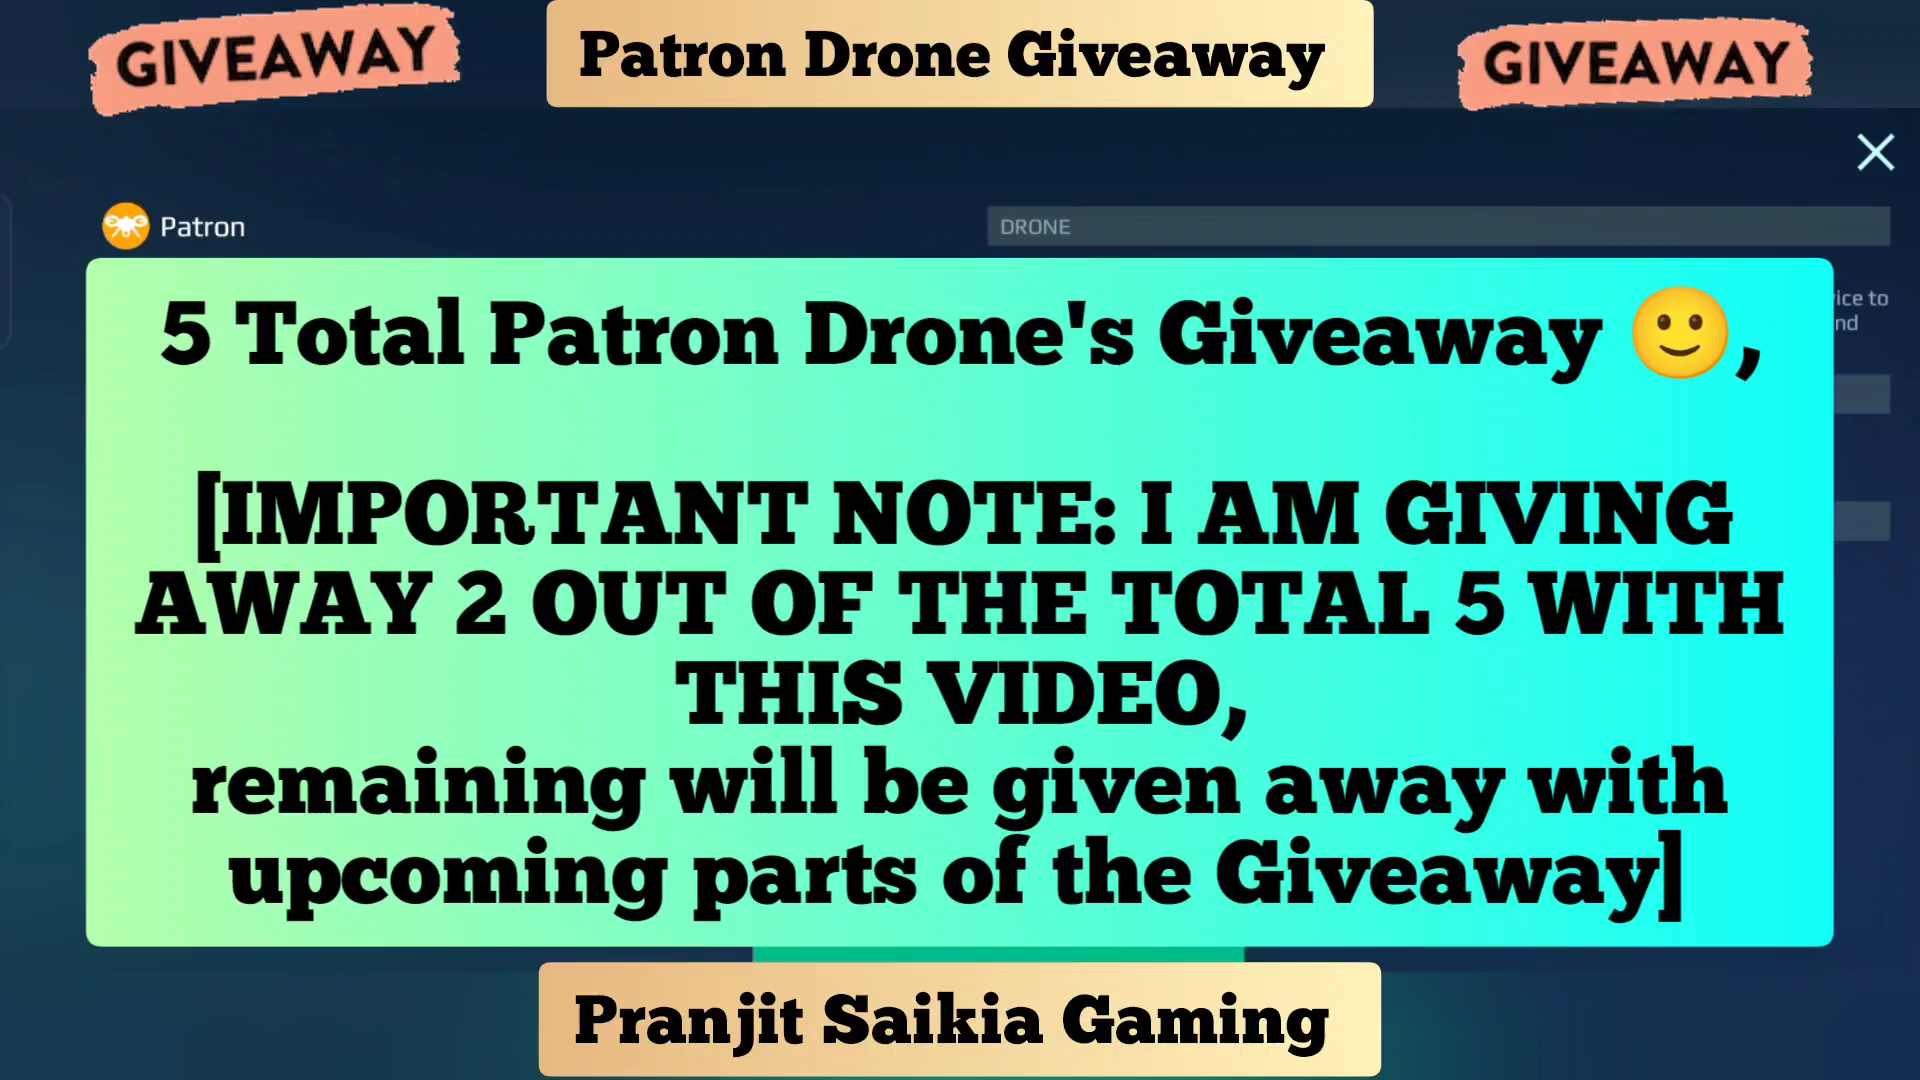 GIVEAWAY
Patron Drone Giveaway
GIVEAWAY
Patron
DRONE
5 Total Patron Drone's Giveaway 🙂,
[IMPORTANT NOTE: I AM GIVING
AWAY 2 OUT OF THE TOTAL 5 WITH
THIS VIDEO,
remaining will be given away with
upcoming parts of the Giveaway]
to
Pranjit Saikia Gaming